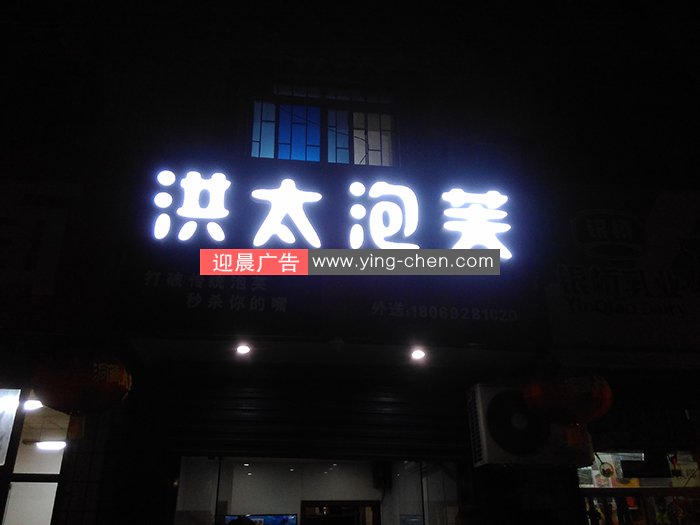 洪太泡芙
迎晨广告 www.ying-chen.com
打破传统泡芙
秒杀你的嘴
外送:18069281020